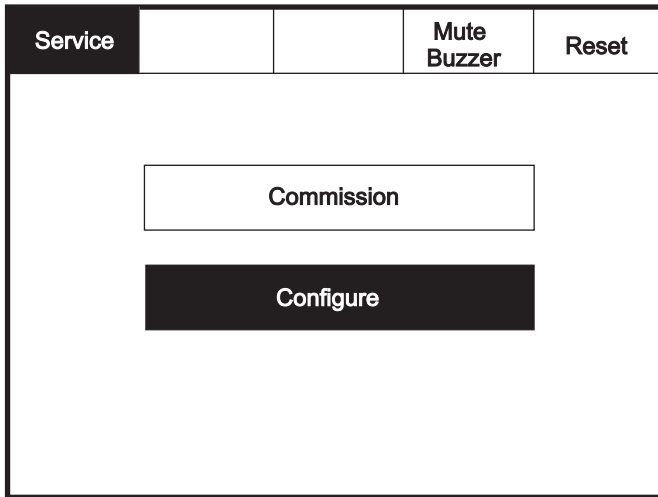 Service
Mute
Buzzer
Reset
Commission
Configure